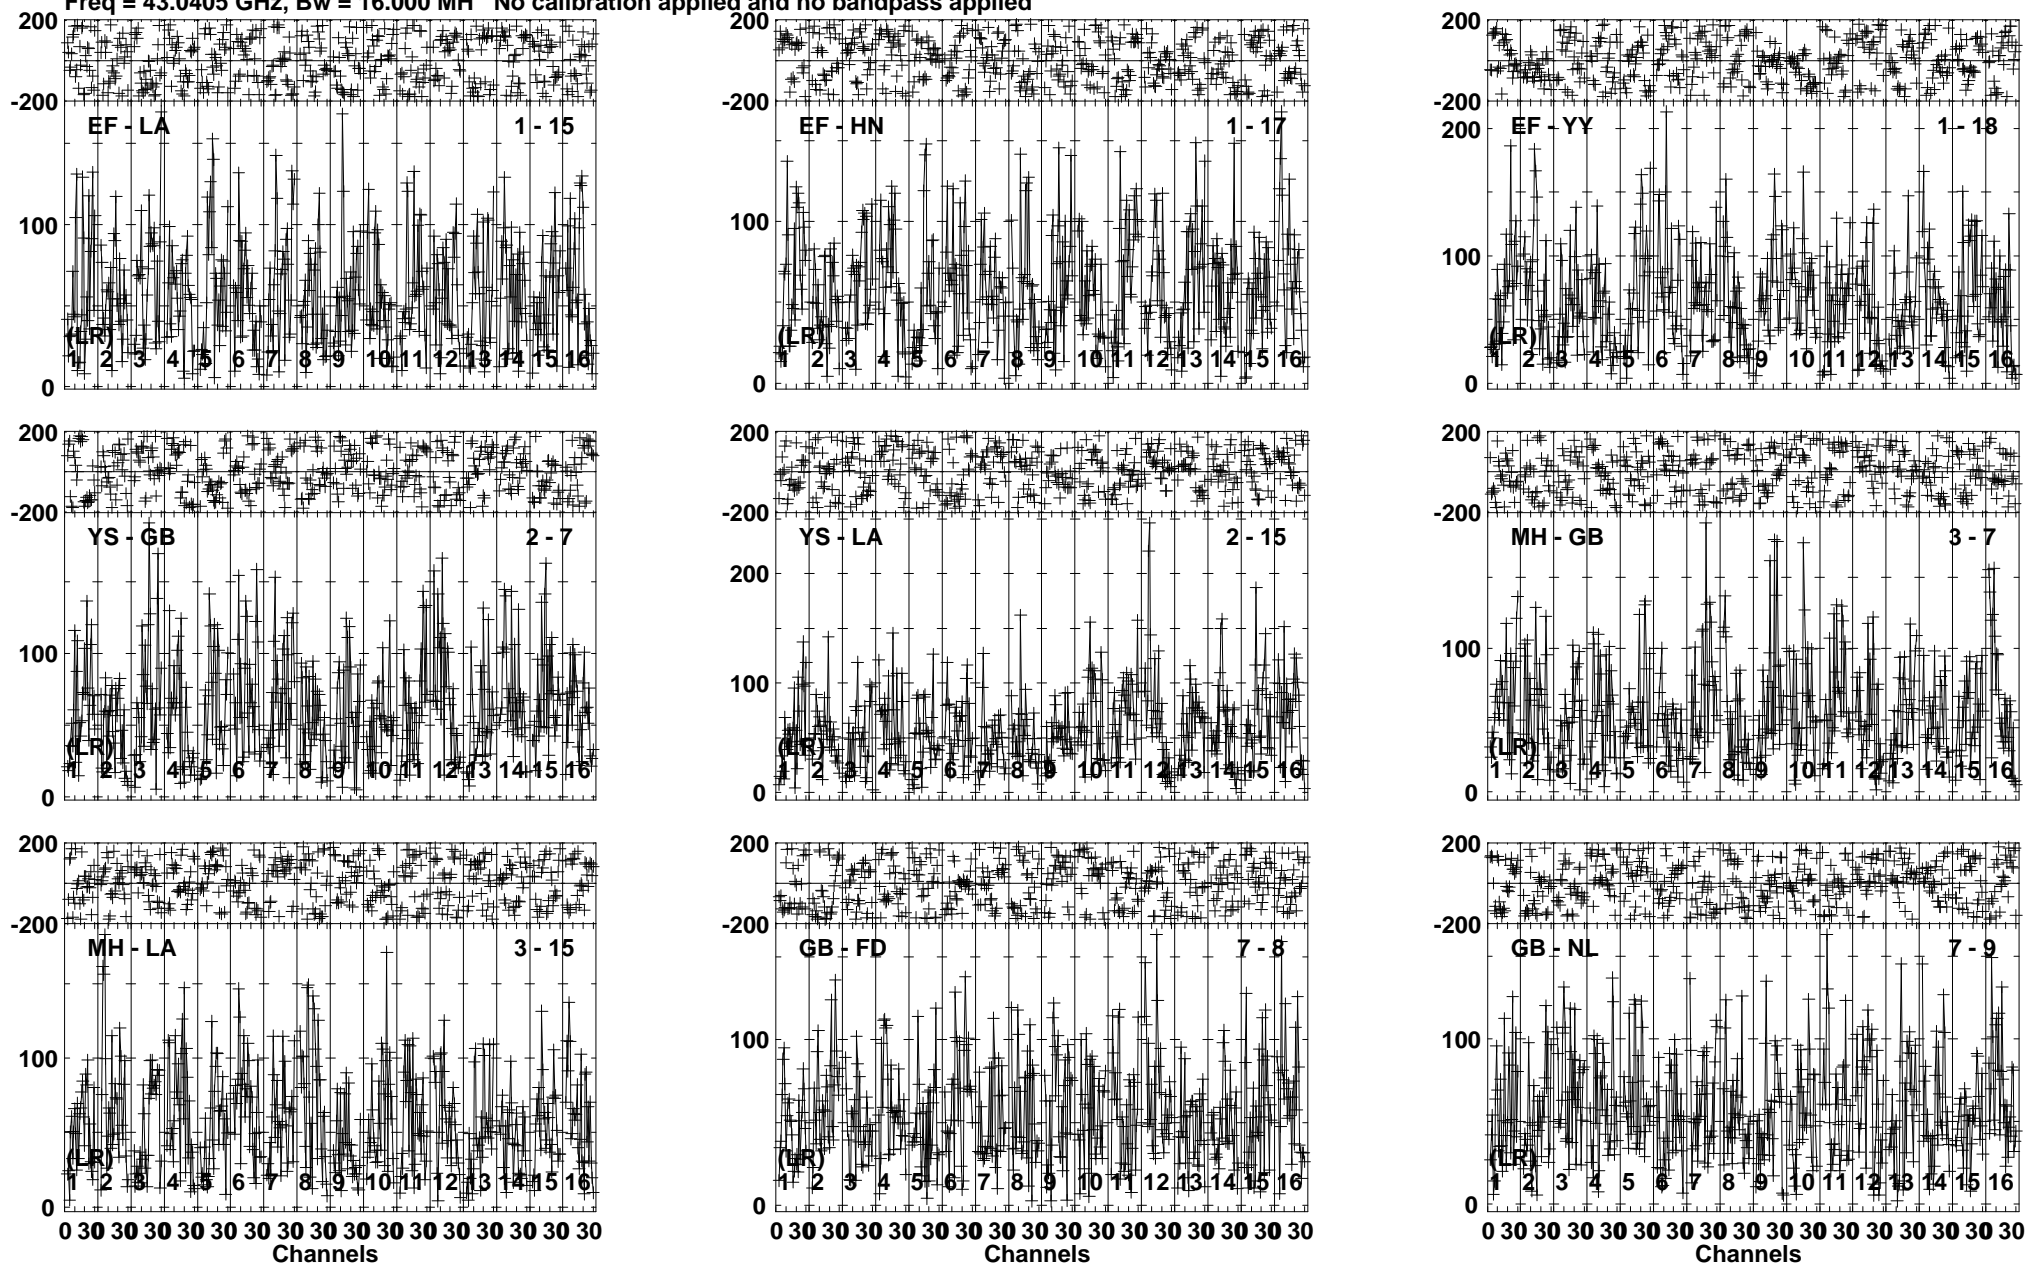 Freq = 43.0405 GHz, Bw = 16.000 MH No calibration applied and no bandpass applied
200
-200
EF - LA 1 - 15
100
(LR)
1 2 3 4 5 6 7 8 9 10 11 12 13 14 15 16
0
200
-200
EF - HN 1 - 17
100
(LR)
1 2 3 4 5 6 7 8 9 10 11 12 13 14 15 16
0
200
-200
EF - YY 1 - 18
200
100
(LR)
1 2 3 4 5 6 7 8 9 10 11 12 13 14 15 16
0
200
-200
YS - GB 2 - 7
100
(LR)
1 2 3 4 5 6 7 8 9 10 11 12 13 14 15 16
0
200
-200
YS - LA 2 - 15
200
100
(LR)
1 2 3 4 5 6 7 8 9 10 11 12 13 14 15 16
0
200
-200
MH - GB 3 - 7
100
(LR)
1 2 3 4 5 6 7 8 9 10 11 12 13 14 15 16
0
200
-200
MH - LA 3 - 15
100
(LR)
1 2 3 4 5 6 7 8 9 10 11 12 13 14 15 16
0
0 30 30 30 30 30 30 30 30 30 30 30 30 30 30 30 30
Channels
200
-200
GB - FD 7 - 8
100
(LR)
1 2 3 4 5 6 7 8 9 10 11 12 13 14 15 16
0
0 30 30 30 30 30 30 30 30 30 30 30 30 30 30 30 30
Channels
200
-200
GB - NL 7 - 9
100
(LR)
1 2 3 4 5 6 7 8 9 10 11 12 13 14 15 16
0
0 30 30 30 30 30 30 30 30 30 30 30 30 30 30 30 30
Channels